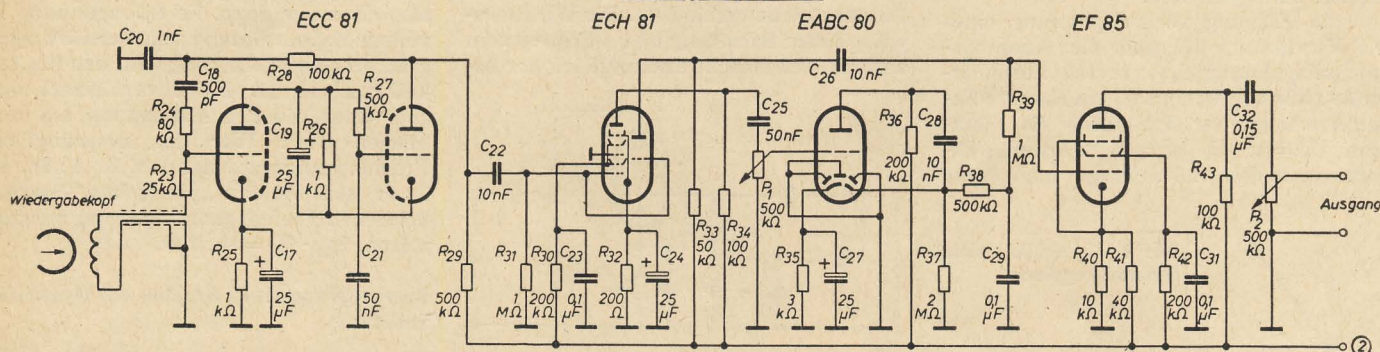 ECC 81
ECH 81
EABC 80
EF 85
C20
1nF
C18
500
pF
R28
100kΩ
R27
500
kΩ
R24
80
kΩ
C19
25
µF
R26
1
kΩ
R23
25kΩ
Wiedergabekopf
R25
1
kΩ
C17
25
µF
C21
50
nF
C22
10nF
R29
500
kΩ
R31
1
MΩ
R30
200
kΩ
C23
0,1
µF
R32
200
Ω
C24
25
µF
R33
50
kΩ
R34
100
kΩ
C25
50nF
P1
500
kΩ
C26
10 nF
R36
200
kΩ
C28
10
nF
R38
500kΩ
R39
1
MΩ
R35
3
kΩ
C27
25
µF
R37
2
MΩ
C29
0,1
µF
R40
10
kΩ
R41
40
kΩ
R42
200
kΩ
C31
0,1
µF
R43
100
kΩ
C32
0,15
µF
P2
500
kΩ
Ausgang
2